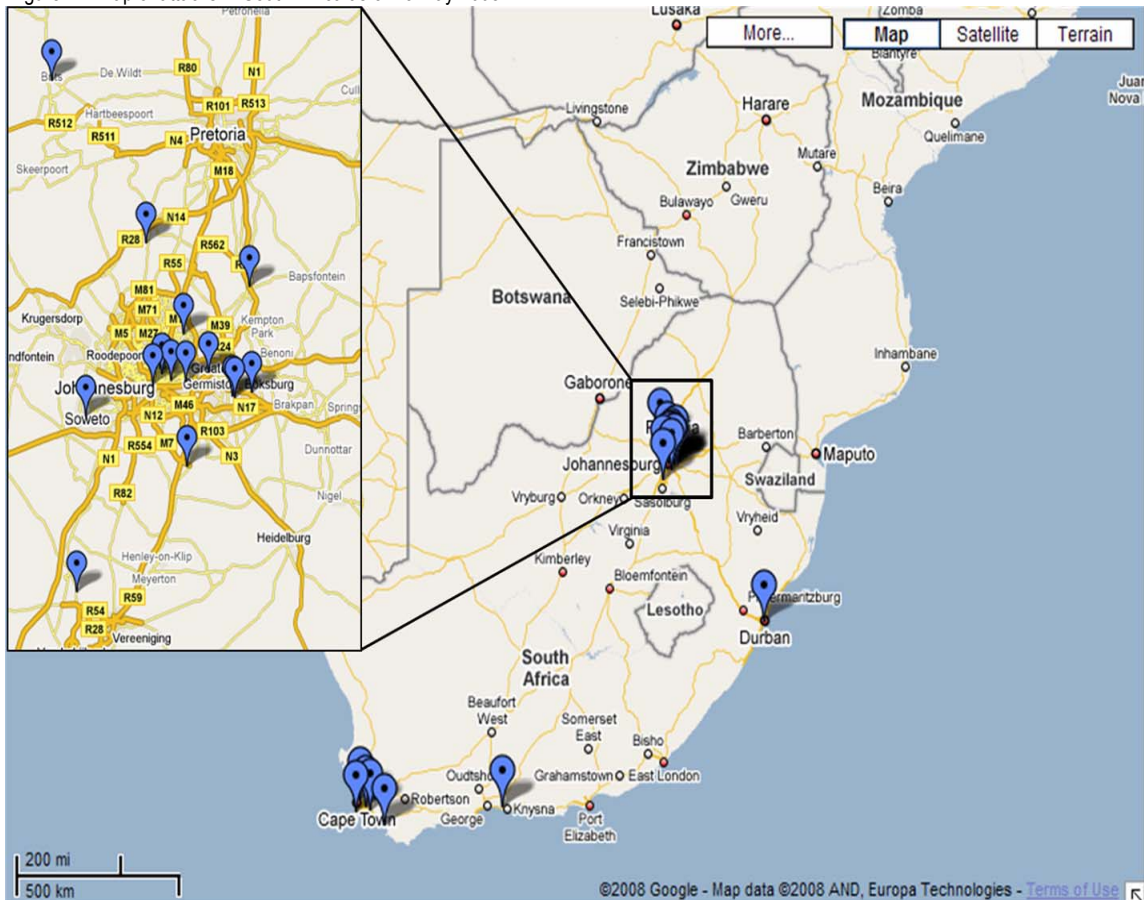 Petronella
R80
N1
Brits
De Wildt
R101
R513
Hartbeespoort
R512
R511
Pretoria
N4
Skeerpoort
M18
N14
R28
R562
R55
Bapsfontein
M81
M71
Krugersdorp
M5
M27
M39
Kempton
Park
Benoni
Johannesburg
Boksburg
Soweto
M46
N17
Brakpan
N12
R103
R554
M7
N1
N3
Dunnottar
R82
Nigel
Heidelburg
Henley-on-Klip
Meyerton
R59
R54
R28
Vereeniging
Lusaka
Zomba
More...
Map
Satellite
Terrain
Blantyre
Nova
Livingstone
Harare
Mozambique
Quelimane
Mutare
Zimbabwe
Beira
Bulawayo
Gweru
Francistown
Botswana
Selebi-Phikwe
Inhambane
Gaborone
Barberton
Maputo
Johannesburg
Swaziland
Vryburg
Orkney
Sasolburg
Vryheid
Virginia
Kimberley
Bloemfontein
Lesotho
Durban
South
Africa
Beaufort
West
Somerset
East
Bisho
Grahamstown
East London
Robertson
Cape Town
George
Knysna
Port
Elizabeth
200 mi
500 km
©2008 Google - Map data ©2008 AND, Europa Technologies - Terms of Use